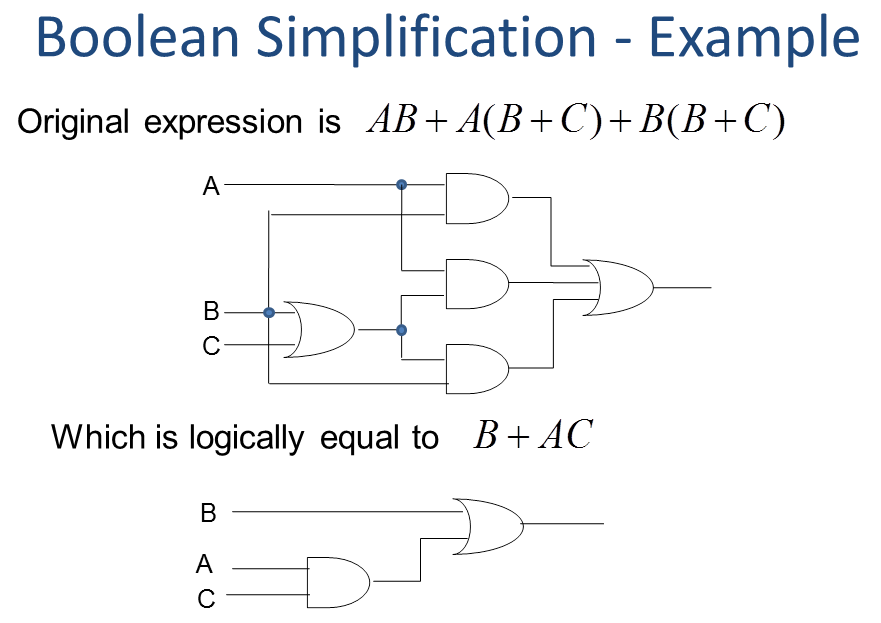 Boolean Simplification - Example
Original expression is AB + A(B + C) + B(B + C)
A
B
C
Which is logically equal to B + AC
B
A
C